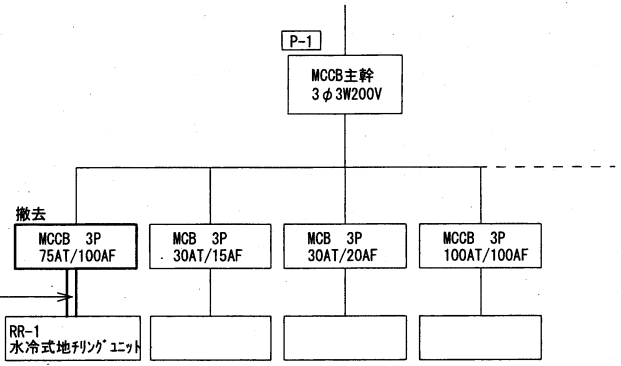 P-1
MCCB主幹
3φ3W200V
撤去
MCCB 3P
75AT/100AF
MCB 3P
30AT/15AF
MCB 3P
30AT/20AF
MCCB 3P
100AT/100AF
RR-1
水冷式地チリングユニット